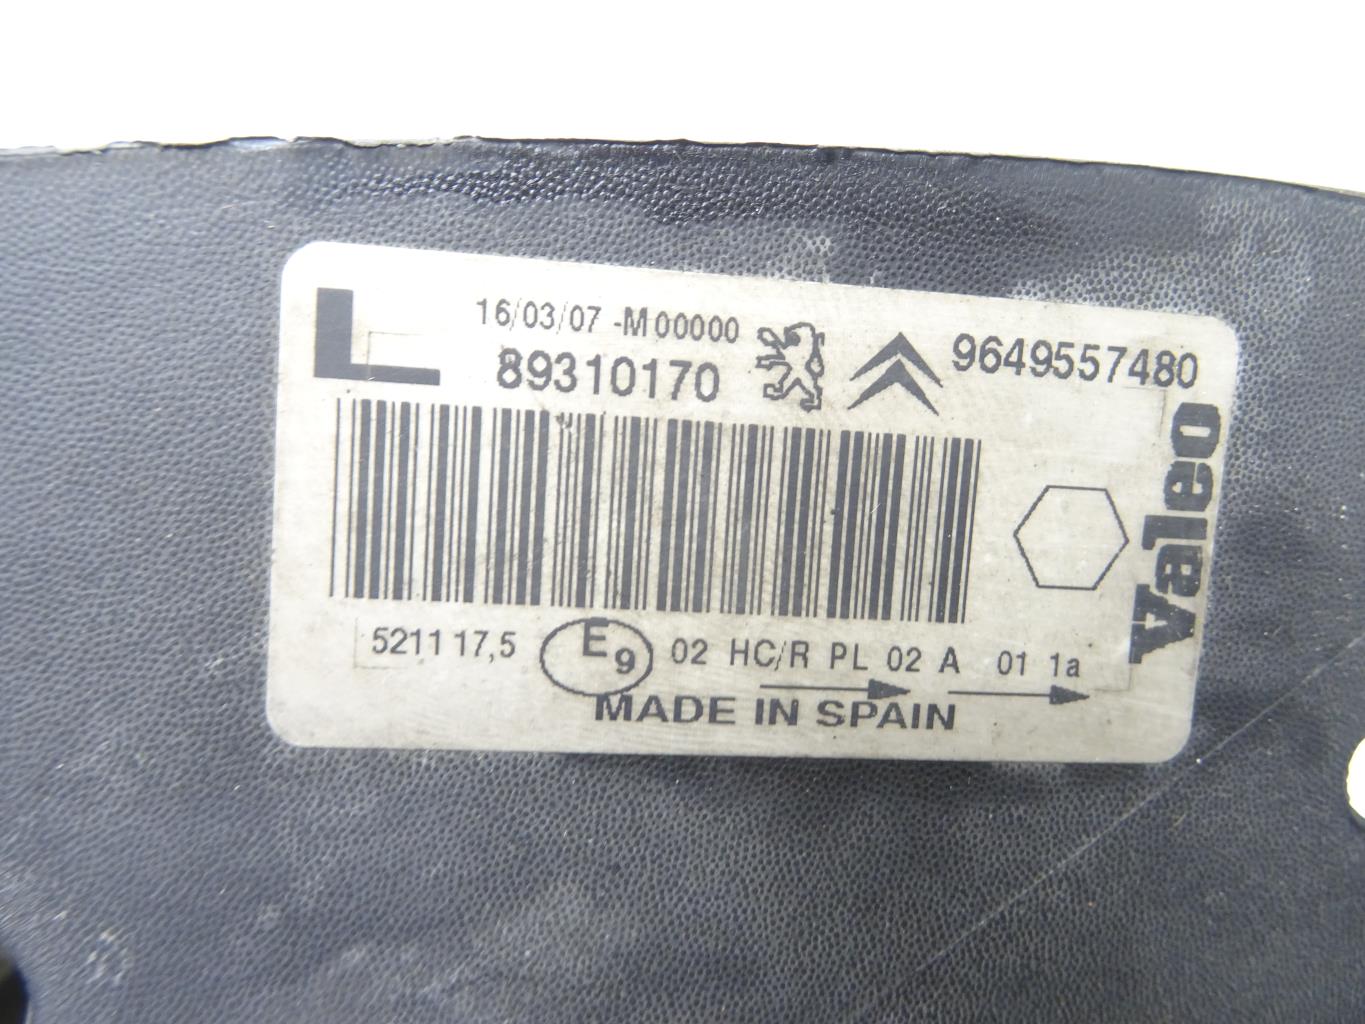 L
16/03/07 -M00000
89310170
9649557480
Valeo
5211 17,5 E9 02 HC/R PL 02 A 01 1a
MADE IN SPAIN